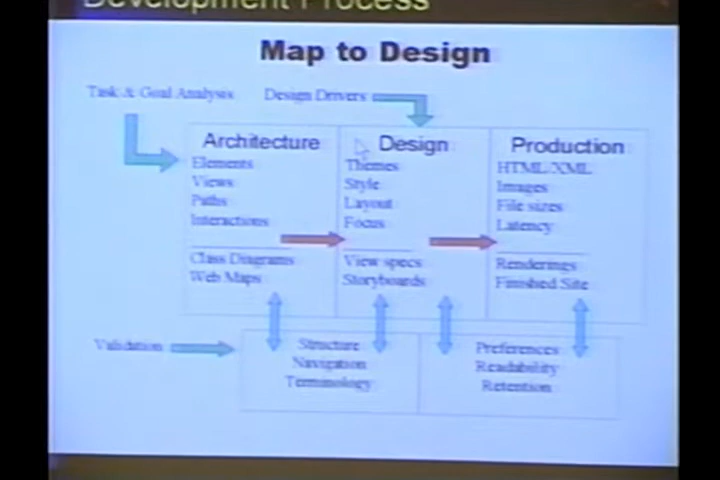 Development Process
Map to Design
Task & Goal Analysis
Design Drivers
Architecture
Elements
Views
Paths
Interactions
Class Diagrams
Web Maps
Design
Themes
Style
Layout
Focus
View specs
Storyboards
Production
HTML/XML
Images
File sizes
Latency
Renderings
Finished Site
Validation
Structure
Navigation
Terminology
Preferences
Readability
Retention